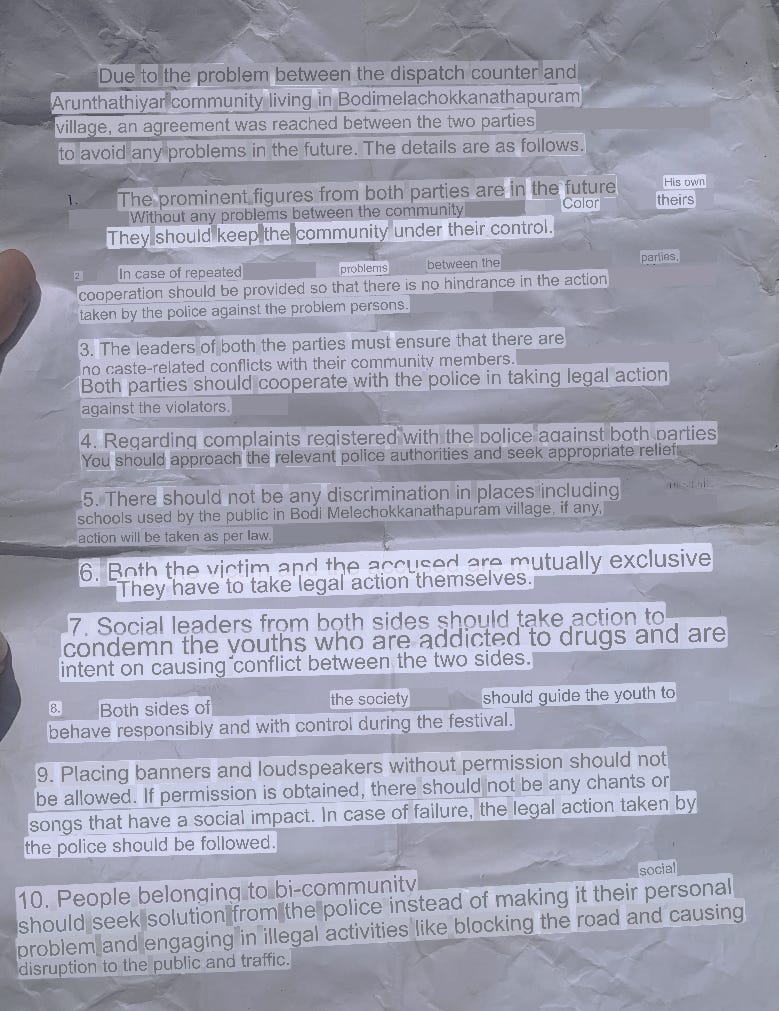 Due to the problem between the dispatch counter and
Arunthathiyar community living in Bodimelachokkanathapuram
village, an agreement was reached between the two parties
to avoid any problems in the future. The details are as follows.
1. The prominent figures from both parties are in the future His own
Without any problems between the community Color theirs
They should keep the community under their control.
2 In case of repeated problems between the parties,
cooperation should be provided so that there is no hindrance in the action
taken by the police against the problem persons.
3. The leaders of both the parties must ensure that there are
no caste-related conflicts with their community members.
Both parties should cooperate with the police in taking legal action
against the violators.
4. Regarding complaints registered with the police against both parties
You should approach the relevant police authorities and seek appropriate relief
5. There should not be any discrimination in places including
schools used by the public in Bodi Melechokkanathapuram village, if any,
action will be taken as per law.
6. Both the victim and the accused are mutually exclusive
They have to take legal action themselves.
7. Social leaders from both sides should take action to
condemn the youths who are addicted to drugs and are
intent on causing conflict between the two sides.
8. Both sides of the society should guide the youth to
behave responsibly and with control during the festival.
9. Placing banners and loudspeakers without permission should not
be allowed. If permission is obtained, there should not be any chants or
songs that have a social impact. In case of failure, the legal action taken by
the police should be followed.
10. People belonging to bi-community social
should seek solution from the police instead of making it their personal
problem and engaging in illegal activities like blocking the road and causing
disruption to the public and traffic.